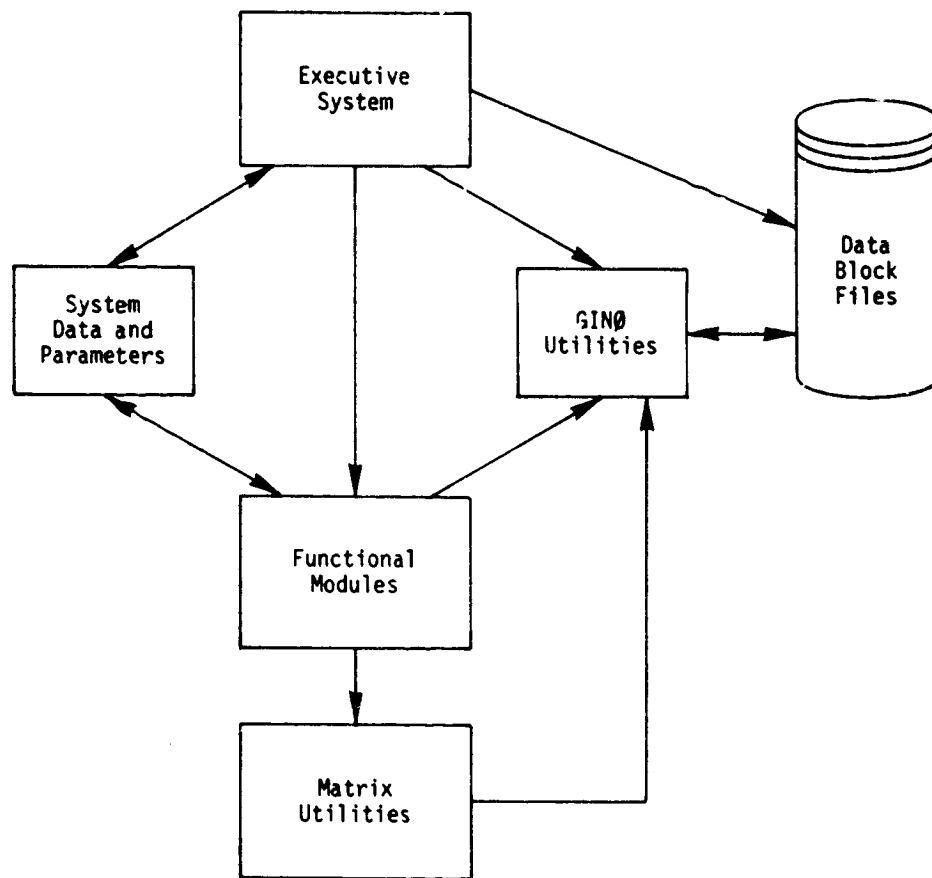 Executive
System
Data
Block
Files
System
Data and
Parameters
GINØ
Utilities
Functional
Modules
Matrix
Utilities